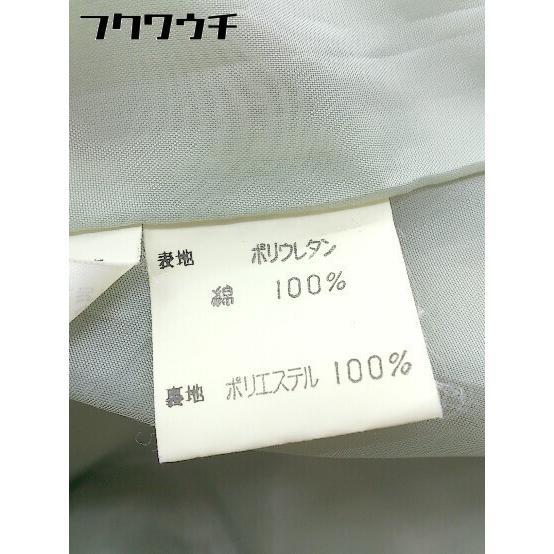 フクワウチ
表地 ポリウレタン
綿 100%
裏地 ポリエステル 100%